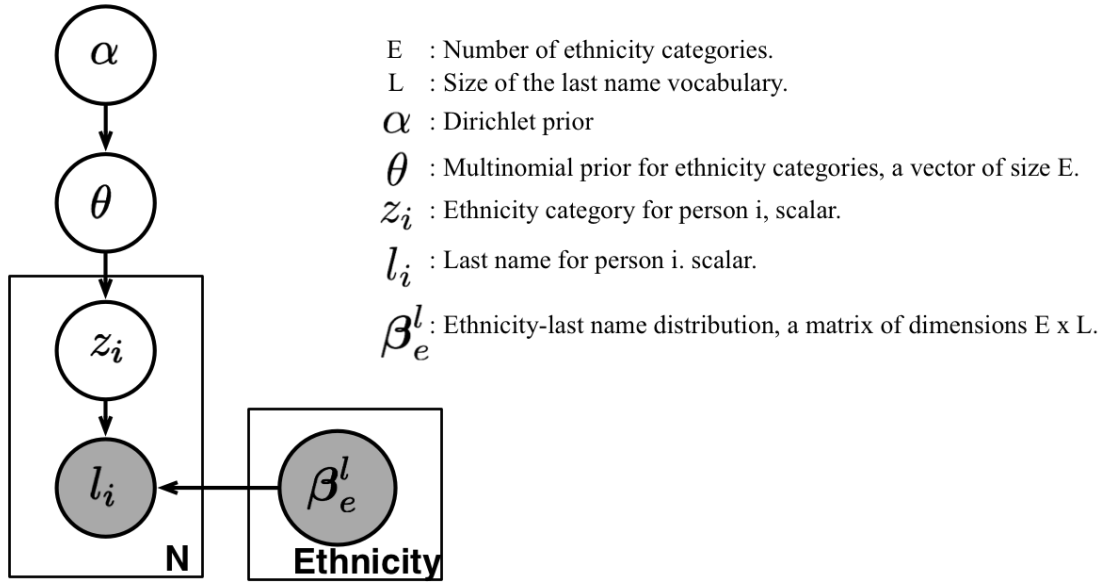 α
θ
z_i
l_i
N
β_e^l
Ethnicity
E : Number of ethnicity categories.
L : Size of the last name vocabulary.
α : Dirichlet prior
θ : Multinomial prior for ethnicity categories, a vector of size E.
z_i : Ethnicity category for person i, scalar.
l_i : Last name for person i. scalar.
β_e^l : Ethnicity-last name distribution, a matrix of dimensions E x L.